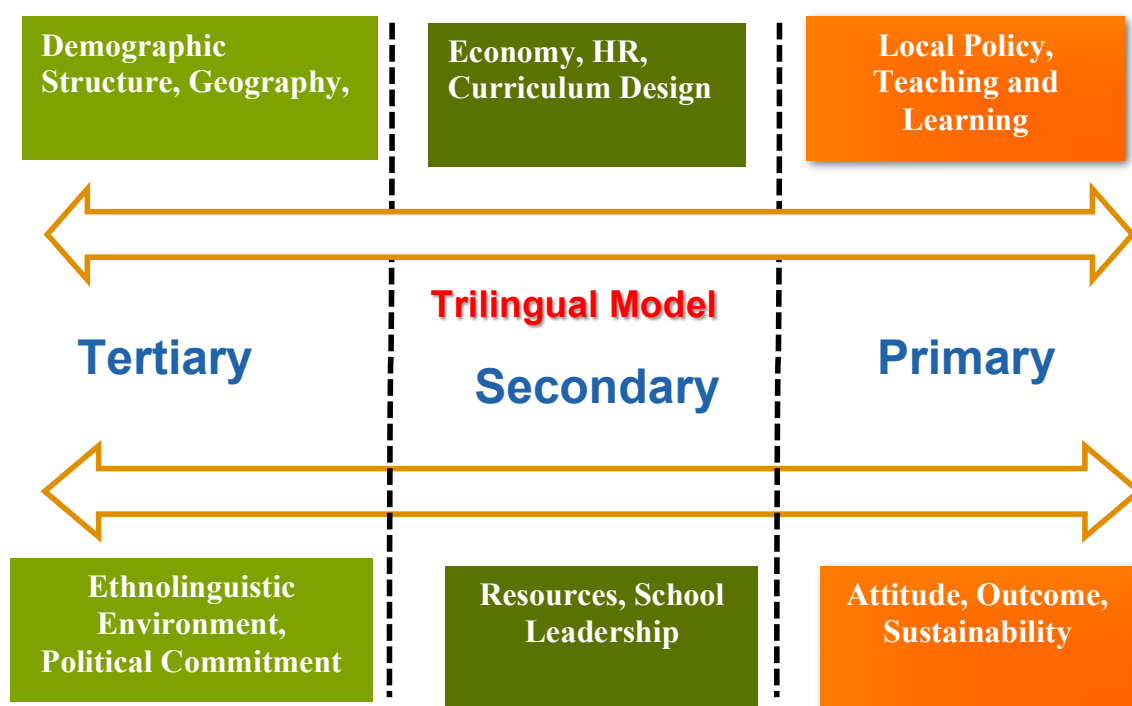 Demographic
Structure, Geography,
Economy, HR,
Curriculum Design
Local Policy,
Teaching and
Learning
Trilingual Model
Tertiary
Secondary
Primary
Ethnolinguistic
Environment,
Political Commitment
Resources, School
Leadership
Attitude, Outcome,
Sustainability